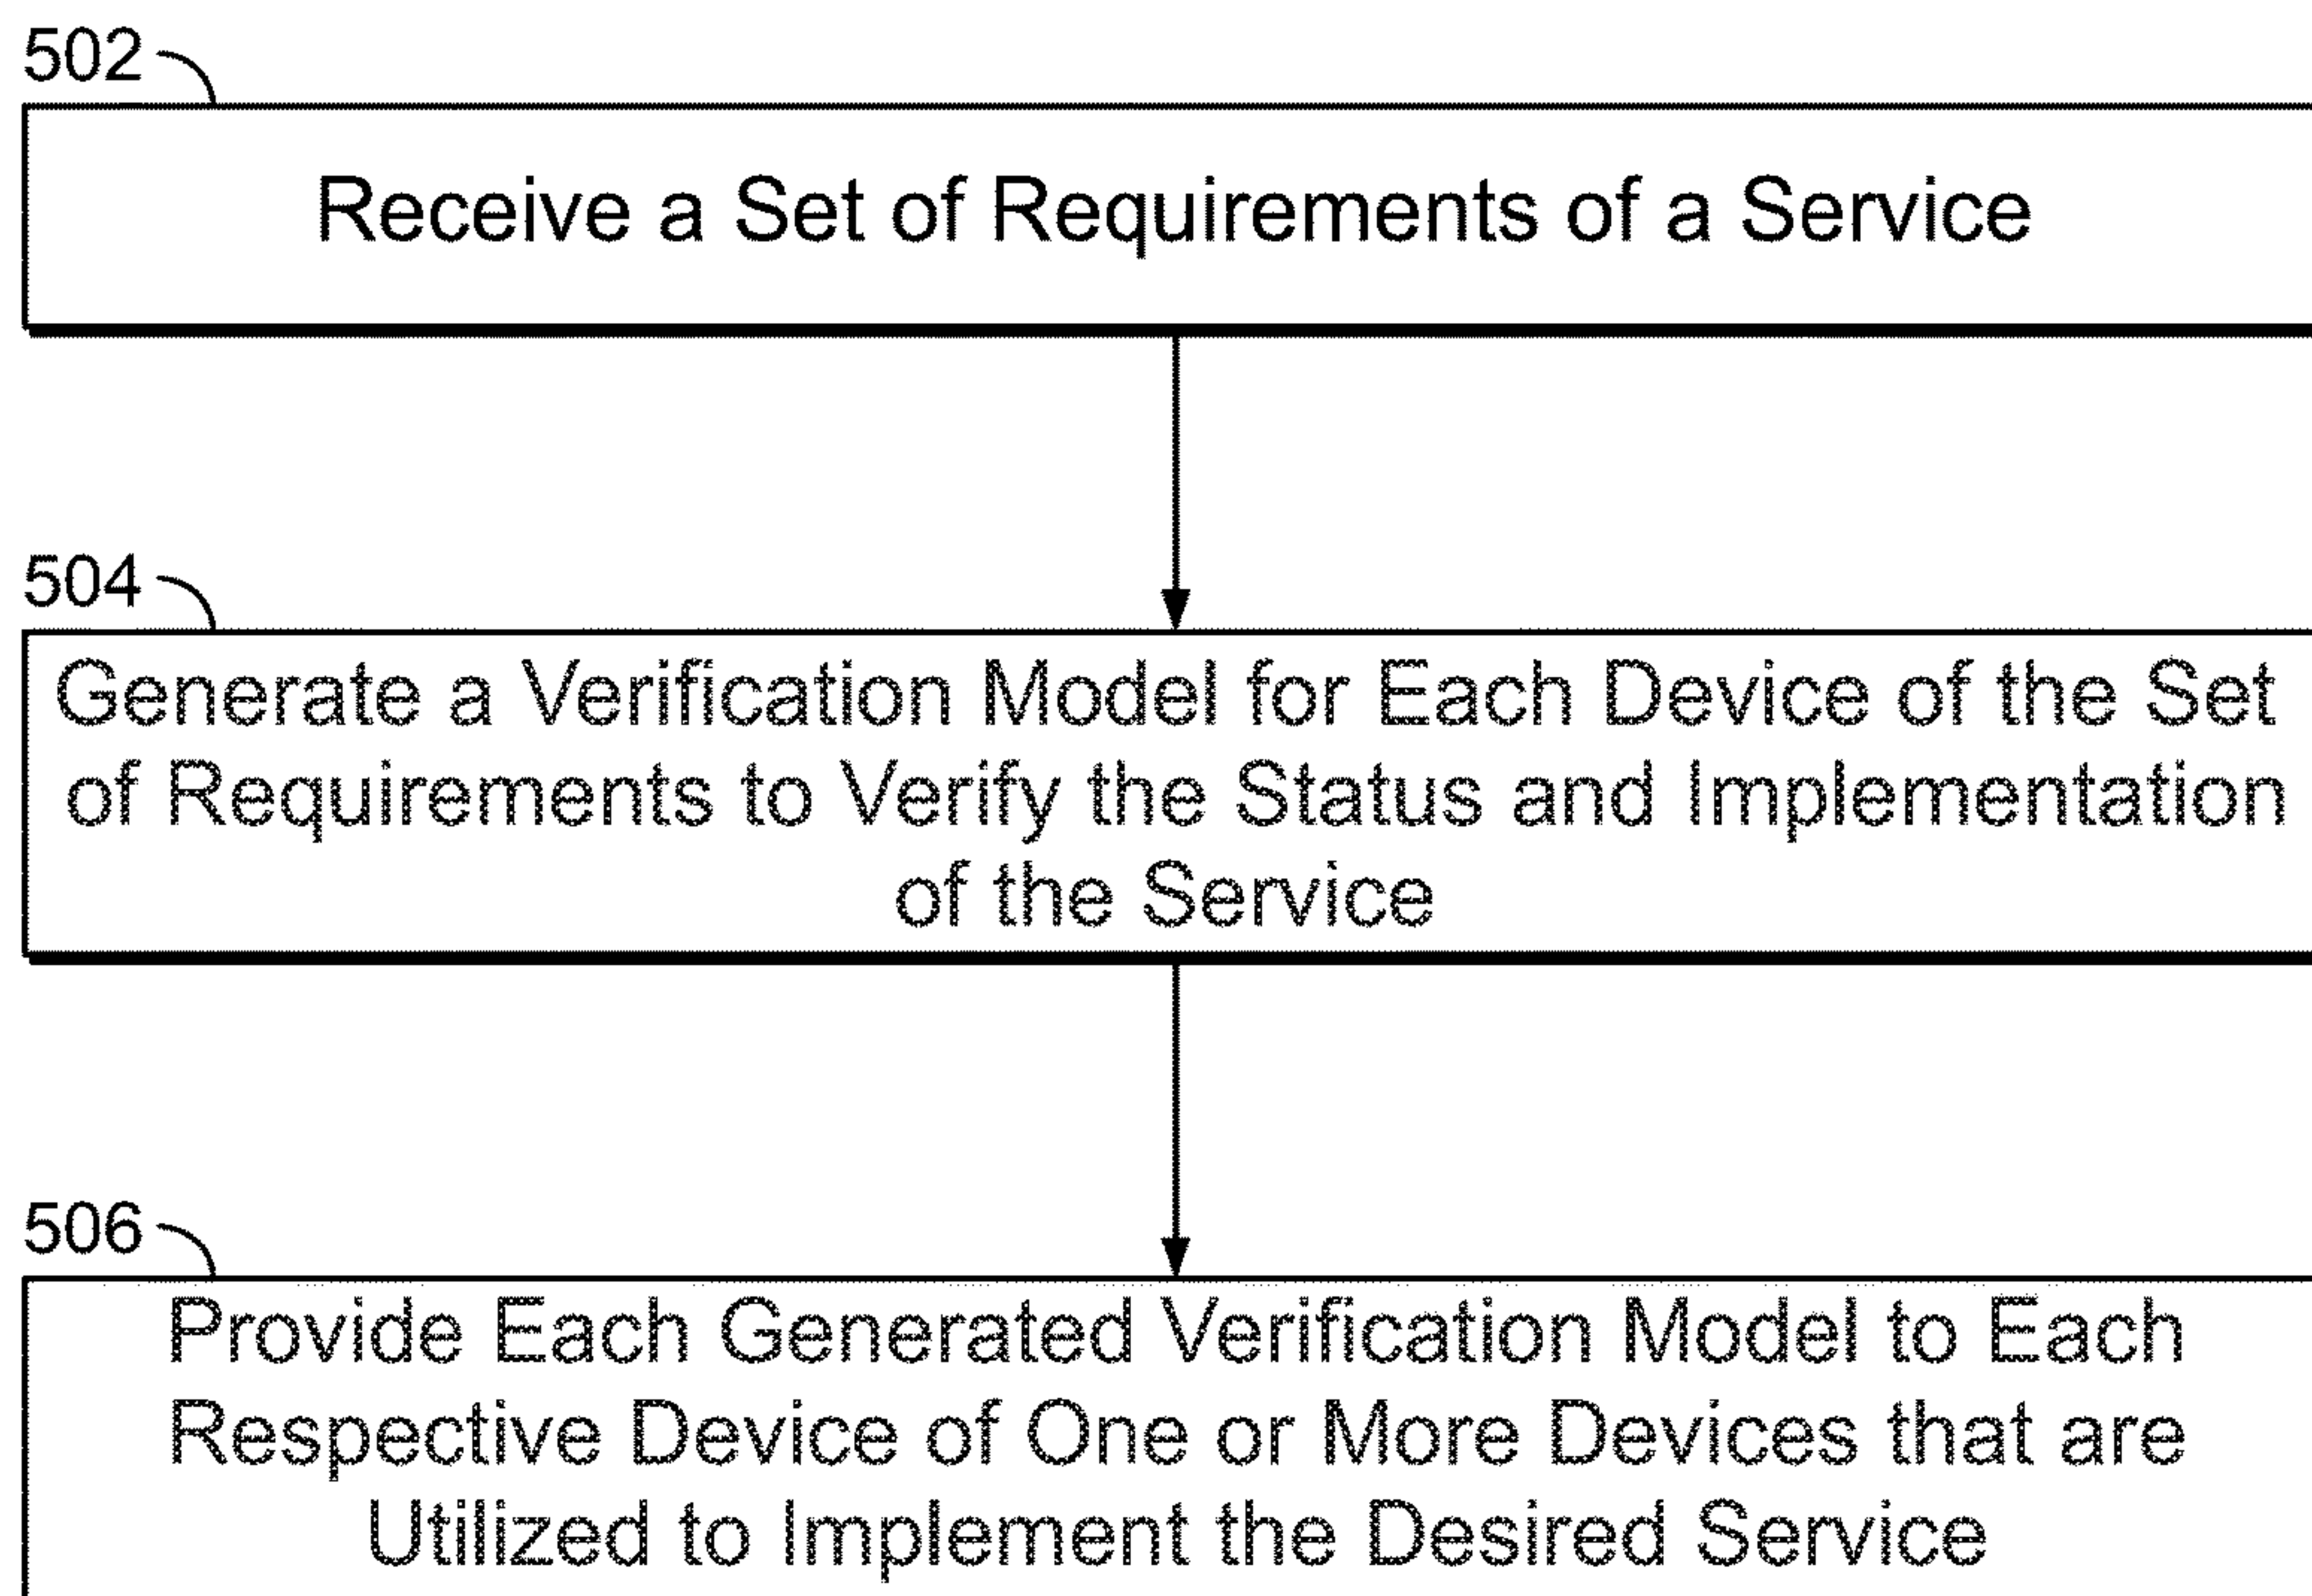 502
Receive a Set of Requirements of a Service
504
Generate a Verification Model for Each Device of the Set
of Requirements to Verify the Status and Implementation
of the Service
506
Provide Each Generated Verification Model to Each
Respective Device of One or More Devices that are
Utilized to Implement the Desired Service